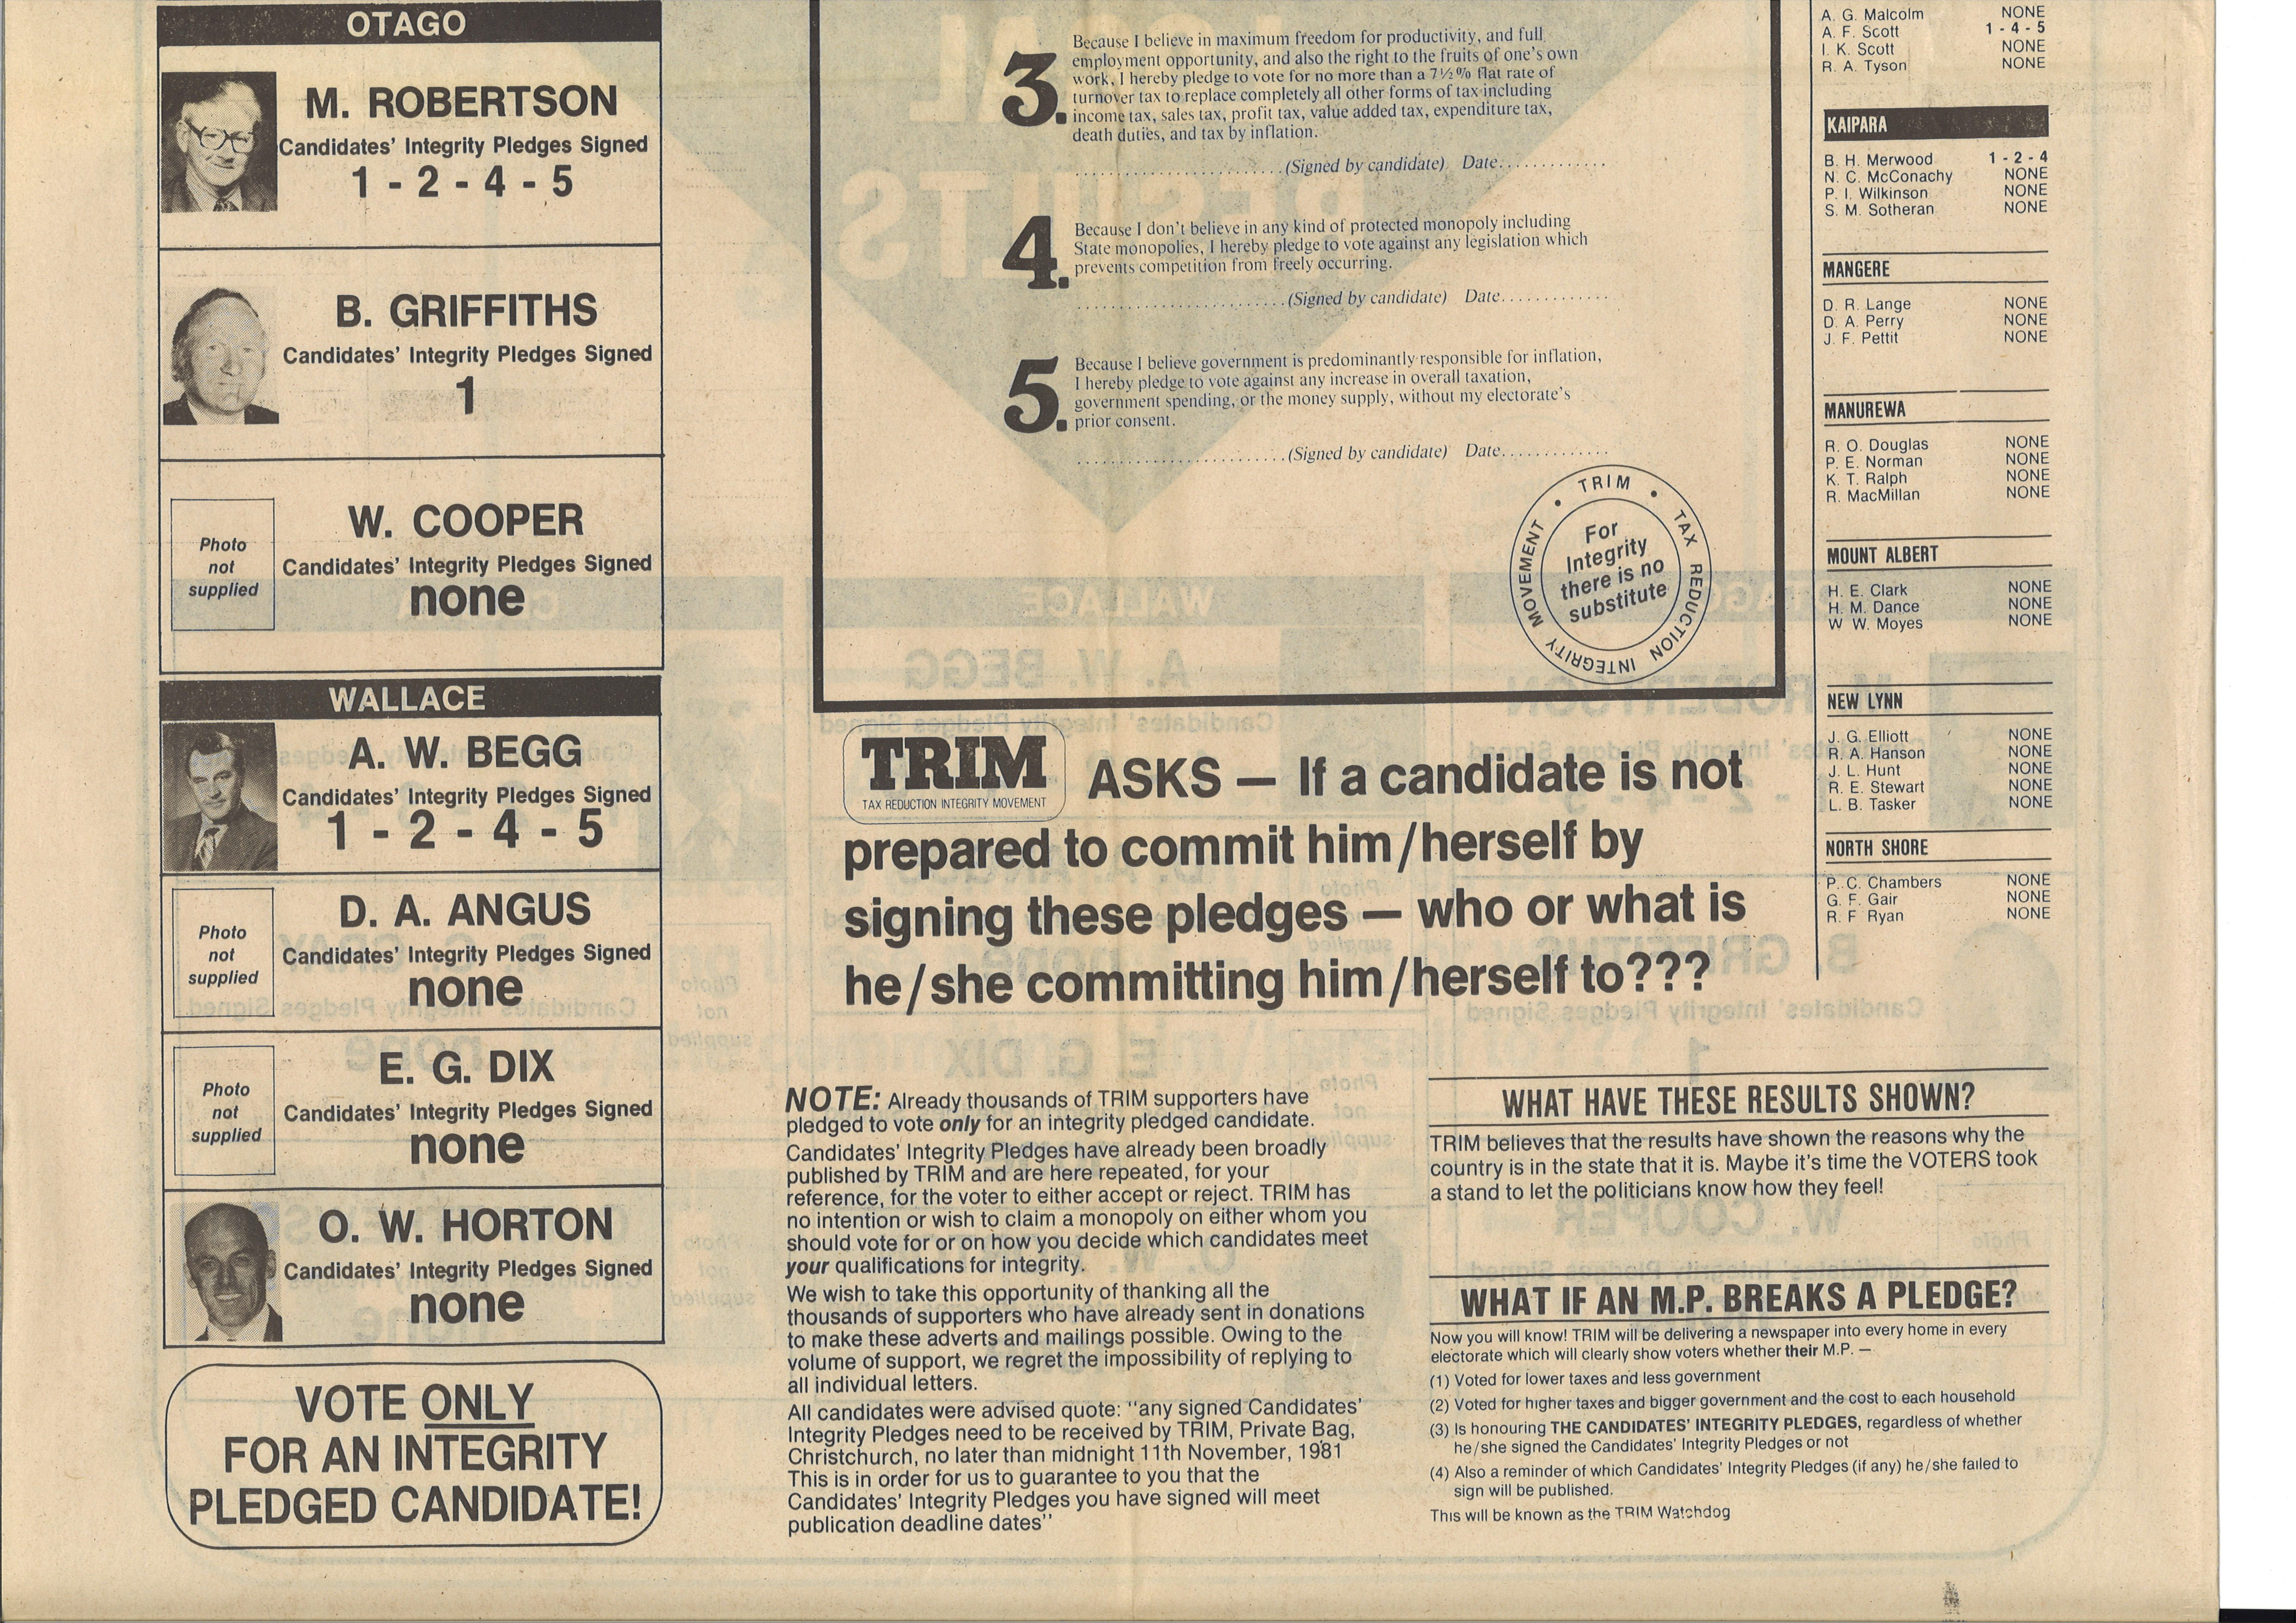 OTAGO
M. ROBERTSON
Candidates' Integrity Pledges Signed
1 - 2 - 4 - 5
B. GRIFFITHS
Candidates' Integrity Pledges Signed
1
Photo
not
supplied
W. COOPER
Candidates' Integrity Pledges Signed
none
WALLACE
A. W. BEGG
Candidates' Integrity Pledges Signed
1 - 2 - 4 - 5
Photo
not
supplied
D. A. ANGUS
Candidates' Integrity Pledges Signed
none
Photo
not
supplied
E. G. DIX
Candidates' Integrity Pledges Signed
none
O. W. HORTON
Candidates' Integrity Pledges Signed
none
VOTE ONLY
FOR AN INTEGRITY
PLEDGED CANDIDATE!
3.
Because I believe in maximum freedom for productivity, and full
employment opportunity, and also the right to the fruits of one's own
work, I hereby pledge to vote for no more than a 7½% flat rate of
turnover tax to replace completely all other forms of tax including
income tax, sales tax, profit tax, value added tax, expenditure tax,
death duties, and tax by inflation.
..........................(Signed by candidate) Date.............
4.
Because I don't believe in any kind of protected monopoly including
State monopolies, I hereby pledge to vote against any legislation which
prevents competition from freely occurring.
..........................(Signed by candidate) Date.............
5.
Because I believe government is predominantly responsible for inflation,
I hereby pledge to vote against any increase in overall taxation,
government spending, or the money supply, without my electorate's
prior consent.
..........................(Signed by candidate) Date.............
• TRIM • TAX REDUCTION INTEGRITY MOVEMENT
For
Integrity
there is no
substitute
TRIM
TAX REDUCTION INTEGRITY MOVEMENT
ASKS — If a candidate is not
prepared to commit him/herself by
signing these pledges — who or what is
he/she committing him/herself to???
NOTE: Already thousands of TRIM supporters have
pledged to vote only for an integrity pledged candidate.
Candidates' Integrity Pledges have already been broadly
published by TRIM and are here repeated, for your
reference, for the voter to either accept or reject. TRIM has
no intention or wish to claim a monopoly on either whom you
should vote for or on how you decide which candidates meet
your qualifications for integrity.
We wish to take this opportunity of thanking all the
thousands of supporters who have already sent in donations
to make these adverts and mailings possible. Owing to the
volume of support, we regret the impossibility of replying to
all individual letters.
All candidates were advised quote: "any signed Candidates'
Integrity Pledges need to be received by TRIM, Private Bag,
Christchurch, no later than midnight 11th November, 1981
This is in order for us to guarantee to you that the
Candidates' Integrity Pledges you have signed will meet
publication deadline dates"
A. G. Malcolm NONE
A. F. Scott 1 - 4 - 5
I. K. Scott NONE
R. A. Tyson NONE
KAIPARA
B. H. Merwood 1 - 2 - 4
N. C. McConachy NONE
P. I. Wilkinson NONE
S. M. Sotheran NONE
MANGERE
D. R. Lange NONE
D. A. Perry NONE
J. F. Pettit NONE
MANUREWA
R. O. Douglas NONE
P. E. Norman NONE
K. T. Ralph NONE
R. MacMillan NONE
MOUNT ALBERT
H. E. Clark NONE
H. M. Dance NONE
W W. Moyes NONE
NEW LYNN
J. G. Elliott NONE
R. A. Hanson NONE
J. L. Hunt NONE
R. E. Stewart NONE
L. B. Tasker NONE
NORTH SHORE
P. C. Chambers NONE
G. F. Gair NONE
R. F Ryan NONE
WHAT HAVE THESE RESULTS SHOWN?
TRIM believes that the results have shown the reasons why the
country is in the state that it is. Maybe it's time the VOTERS took
a stand to let the politicians know how they feel!
WHAT IF AN M.P. BREAKS A PLEDGE?
Now you will know! TRIM will be delivering a newspaper into every home in every
electorate which will clearly show voters whether their M.P. —
(1) Voted for lower taxes and less government
(2) Voted for higher taxes and bigger government and the cost to each household
(3) Is honouring THE CANDIDATES' INTEGRITY PLEDGES, regardless of whether
he/she signed the Candidates' Integrity Pledges or not
(4) Also a reminder of which Candidates' Integrity Pledges (if any) he/she failed to
sign will be published.
This will be known as the TRIM Watchdog